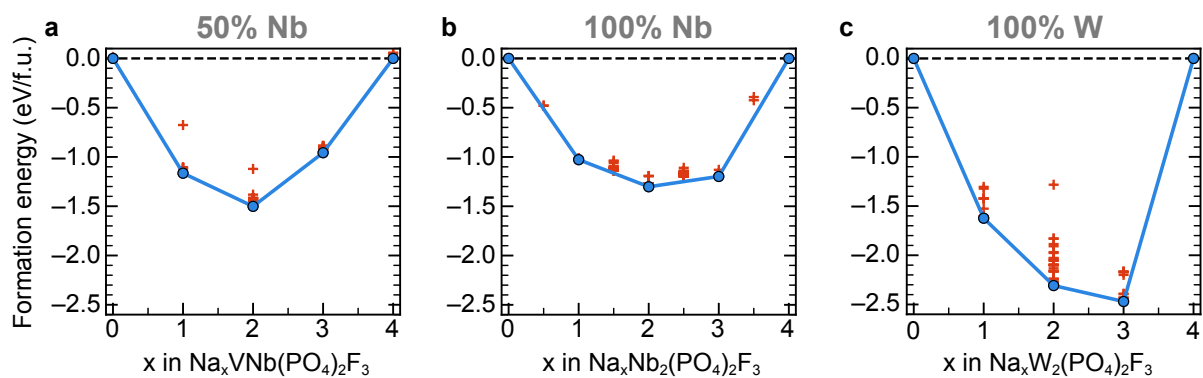 a 50% Nb b 100% Nb c 100% W
Formation energy (eV/f.u.)
0.0 0.0 0.0
−0.5 −0.5 −0.5
−1.0 −1.0 −1.0
−1.5 −1.5 −1.5
−2.0 −2.0 −2.0
−2.5 −2.5 −2.5
0 1 2 3 4 0 1 2 3 4 0 1 2 3 4
x in NaₓVNb(PO₄)₂F₃ x in NaₓNb₂(PO₄)₂F₃ x in NaₓW₂(PO₄)₂F₃